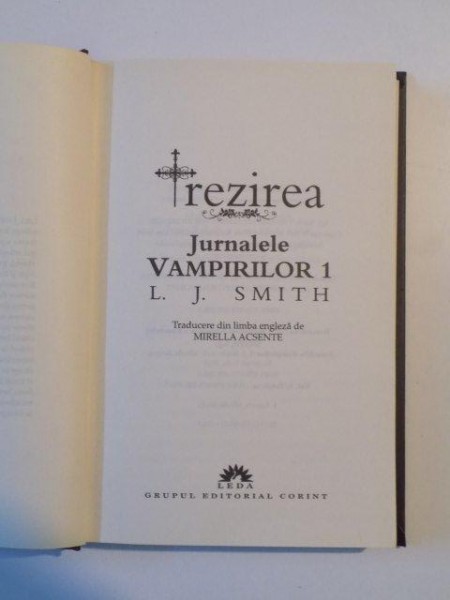 Trezirea
Jurnalele
VAMPIRILOR 1
L. J. SMITH
Traducere din limba engleză de
MIRELLA ACSENTE
LEDA
GRUPUL EDITORIAL CORINT